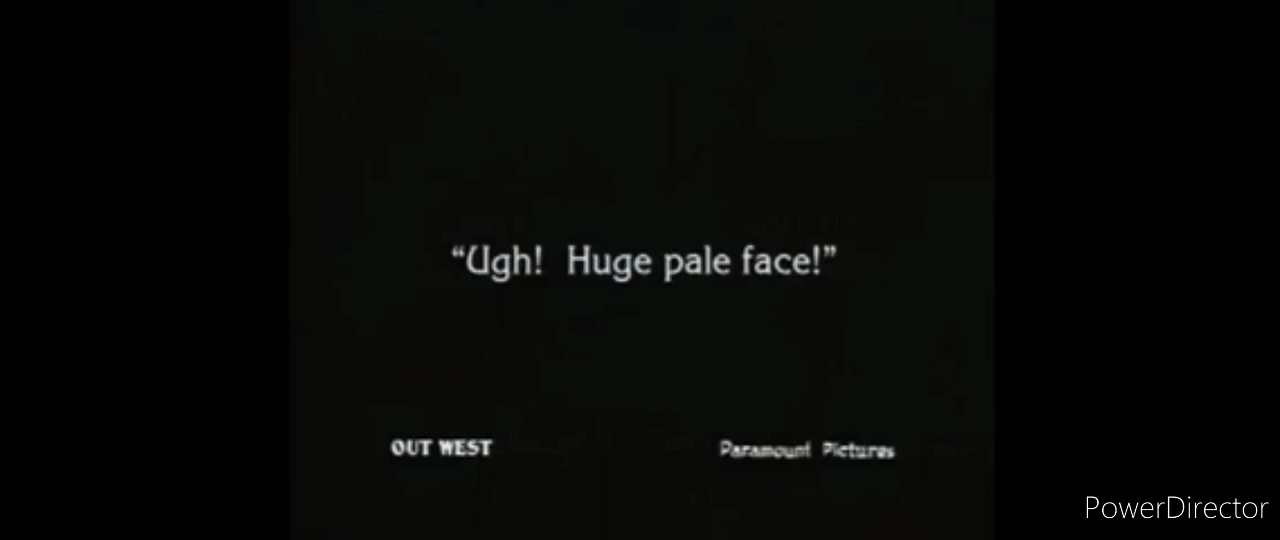 “Ugh! Huge pale face!”
OUT WEST Paramount Pictures
PowerDirector